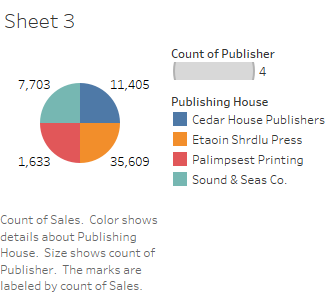 Sheet 3
Count of Publisher
4
7,703
11,405
1,633
35,609
Publishing House
Cedar House Publishers
Etaoin Shrdlu Press
Palimpsest Printing
Sound & Seas Co.
Count of Sales. Color shows
details about Publishing
House. Size shows count of
Publisher. The marks are
labeled by count of Sales.